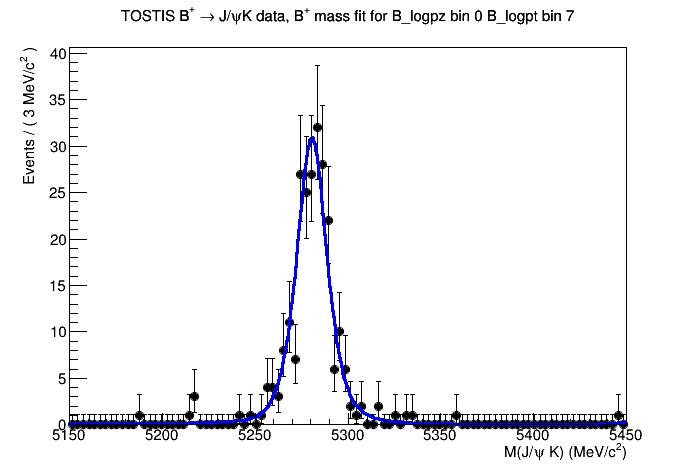 TOSTIS B⁺ → J/ψK data, B⁺ mass fit for B_logpz bin 0 B_logpt bin 7
Events / ( 3 MeV/c² )
40
35
30
25
20
15
10
5
0
5150 5200 5250 5300 5350 5400 5450
M(J/ψ K) (MeV/c²)